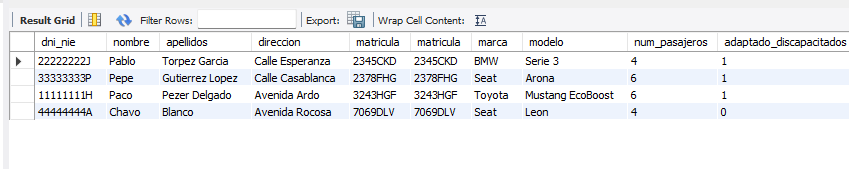 Result Grid Filter Rows: Export: Wrap Cell Content:
dni_nie nombre apellidos direccion matricula matricula marca modelo num_pasajeros adaptado_discapacitados
22222222J Pablo Torpez Garcia Calle Esperanza 2345CKD 2345CKD BMW Serie 3 4 1
33333333P Pepe Gutierrez Lopez Calle Casablanca 2378FHG 2378FHG Seat Arona 6 1
11111111H Paco Pezer Delgado Avenida Ardo 3243HGF 3243HGF Toyota Mustang EcoBoost 6 1
44444444A Chavo Blanco Avenida Rocosa 7069DLV 7069DLV Seat Leon 4 0